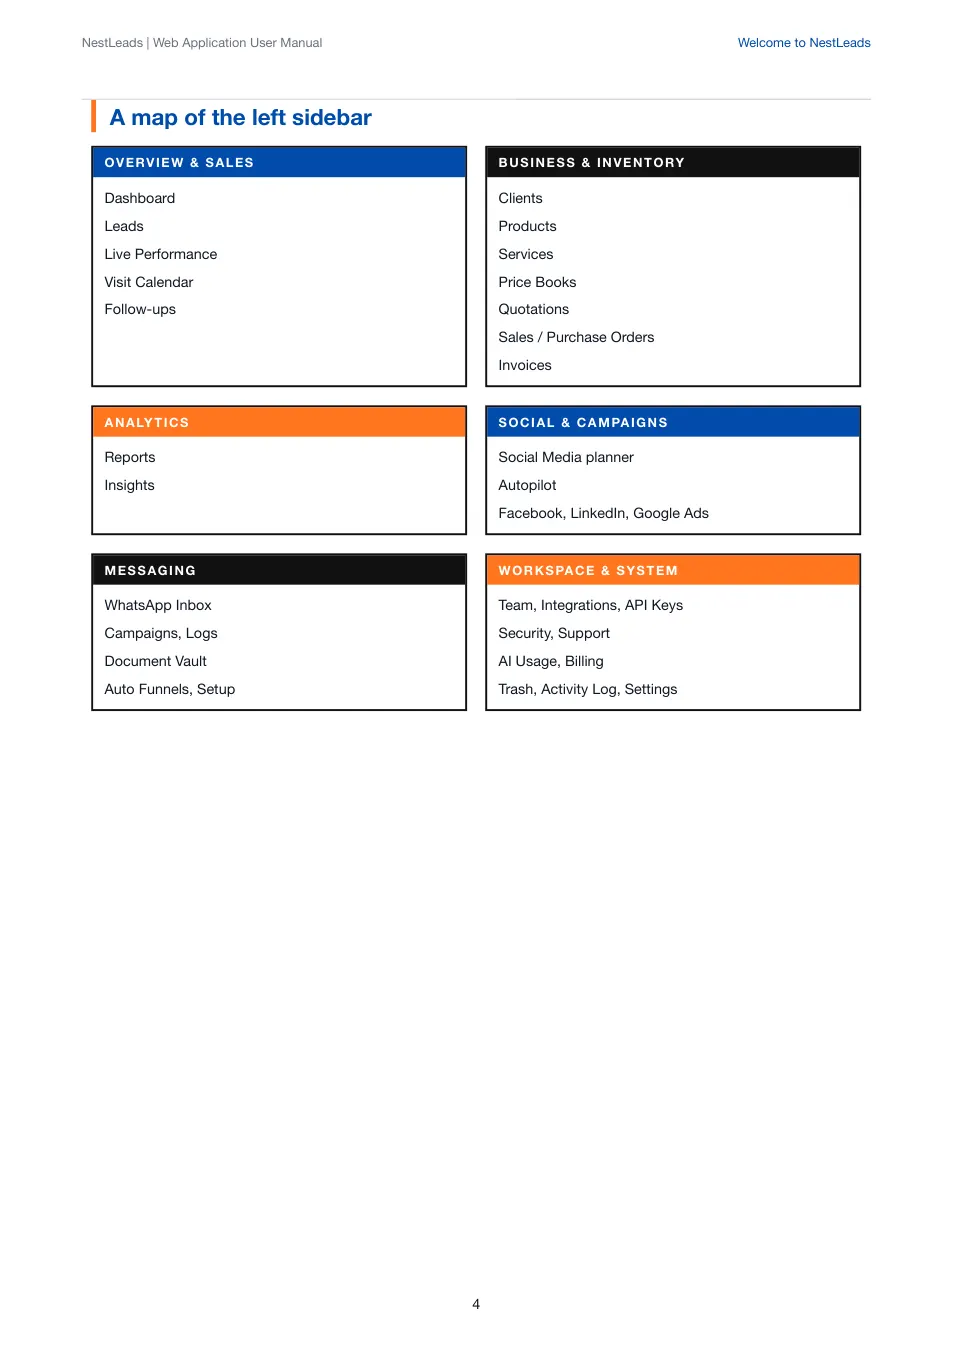 NestLeads | Web Application User Manual
Welcome to NestLeads
A map of the left sidebar
OVERVIEW & SALES
Dashboard
Leads
Live Performance
Visit Calendar
Follow-ups
BUSINESS & INVENTORY
Clients
Products
Services
Price Books
Quotations
Sales / Purchase Orders
Invoices
ANALYTICS
Reports
Insights
SOCIAL & CAMPAIGNS
Social Media planner
Autopilot
Facebook, LinkedIn, Google Ads
MESSAGING
WhatsApp Inbox
Campaigns, Logs
Document Vault
Auto Funnels, Setup
WORKSPACE & SYSTEM
Team, Integrations, API Keys
Security, Support
AI Usage, Billing
Trash, Activity Log, Settings
4